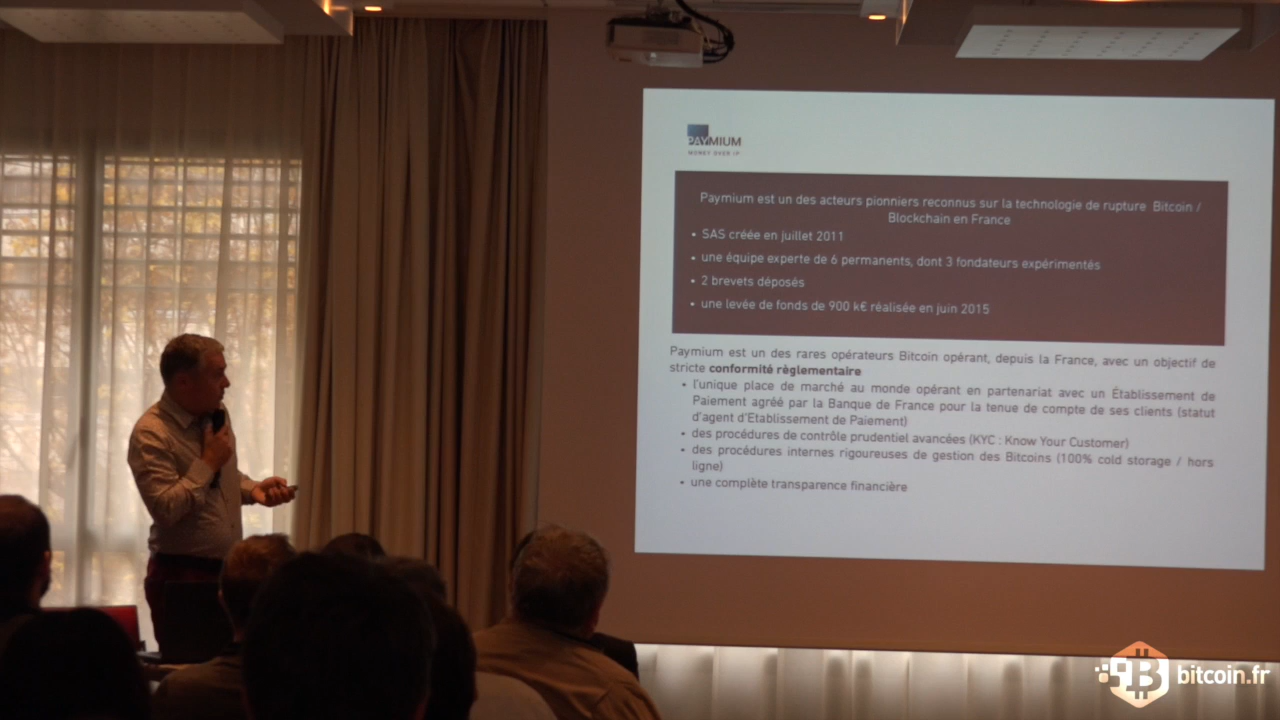 PAYMIUM
MONEY OVER IP
Paymium est un des acteurs pionniers reconnus sur la technologie de rupture Bitcoin /
Blockchain en France
• SAS créée en juillet 2011
• une équipe experte de 6 permanents, dont 3 fondateurs expérimentés
• 2 brevets déposés
• une levée de fonds de 900 k€ réalisée en juin 2015
Paymium est un des rares opérateurs Bitcoin opérant, depuis la France, avec un objectif de
stricte conformité règlementaire
• l'unique place de marché au monde opérant en partenariat avec un Établissement de
Paiement agréé par la Banque de France pour la tenue de compte de ses clients (statut
d'agent d'Etablissement de Paiement)
• des procédures de contrôle prudentiel avancées (KYC : Know Your Customer)
• des procédures internes rigoureuses de gestion des Bitcoins (100% cold storage / hors
ligne)
• une complète transparence financière
bitcoin.fr